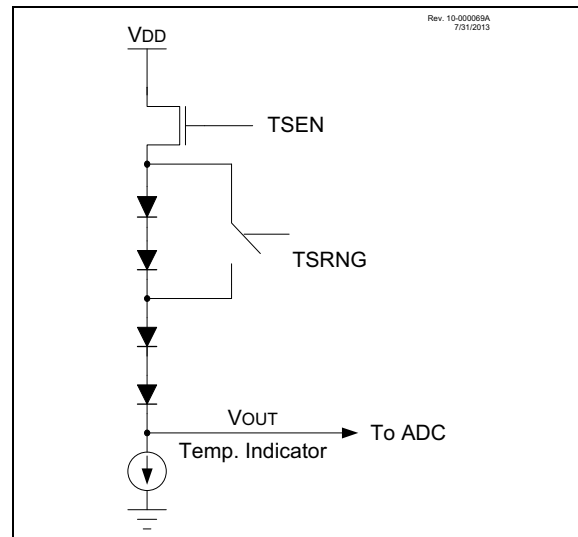 Rev. 10-000069A
7/31/2013
VDD
TSEN
TSRNG
VOUT
To ADC
Temp. Indicator